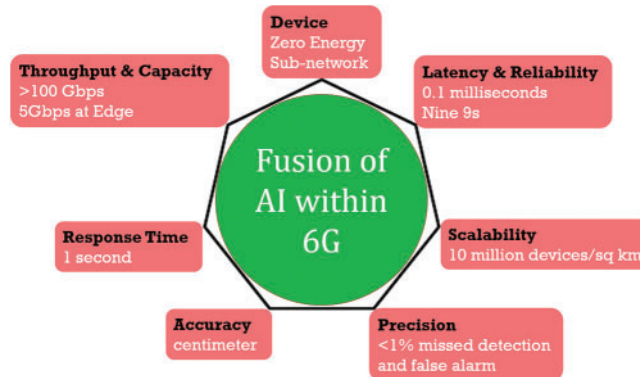 Device
Zero Energy
Sub-network
Throughput & Capacity
>100 Gbps
5Gbps at Edge
Latency & Reliability
0.1 milliseconds
Nine 9s
Fusion of
AI within
6G
Response Time
1 second
Scalability
10 million devices/sq km
Accuracy
centimeter
Precision
<1% missed detection
and false alarm